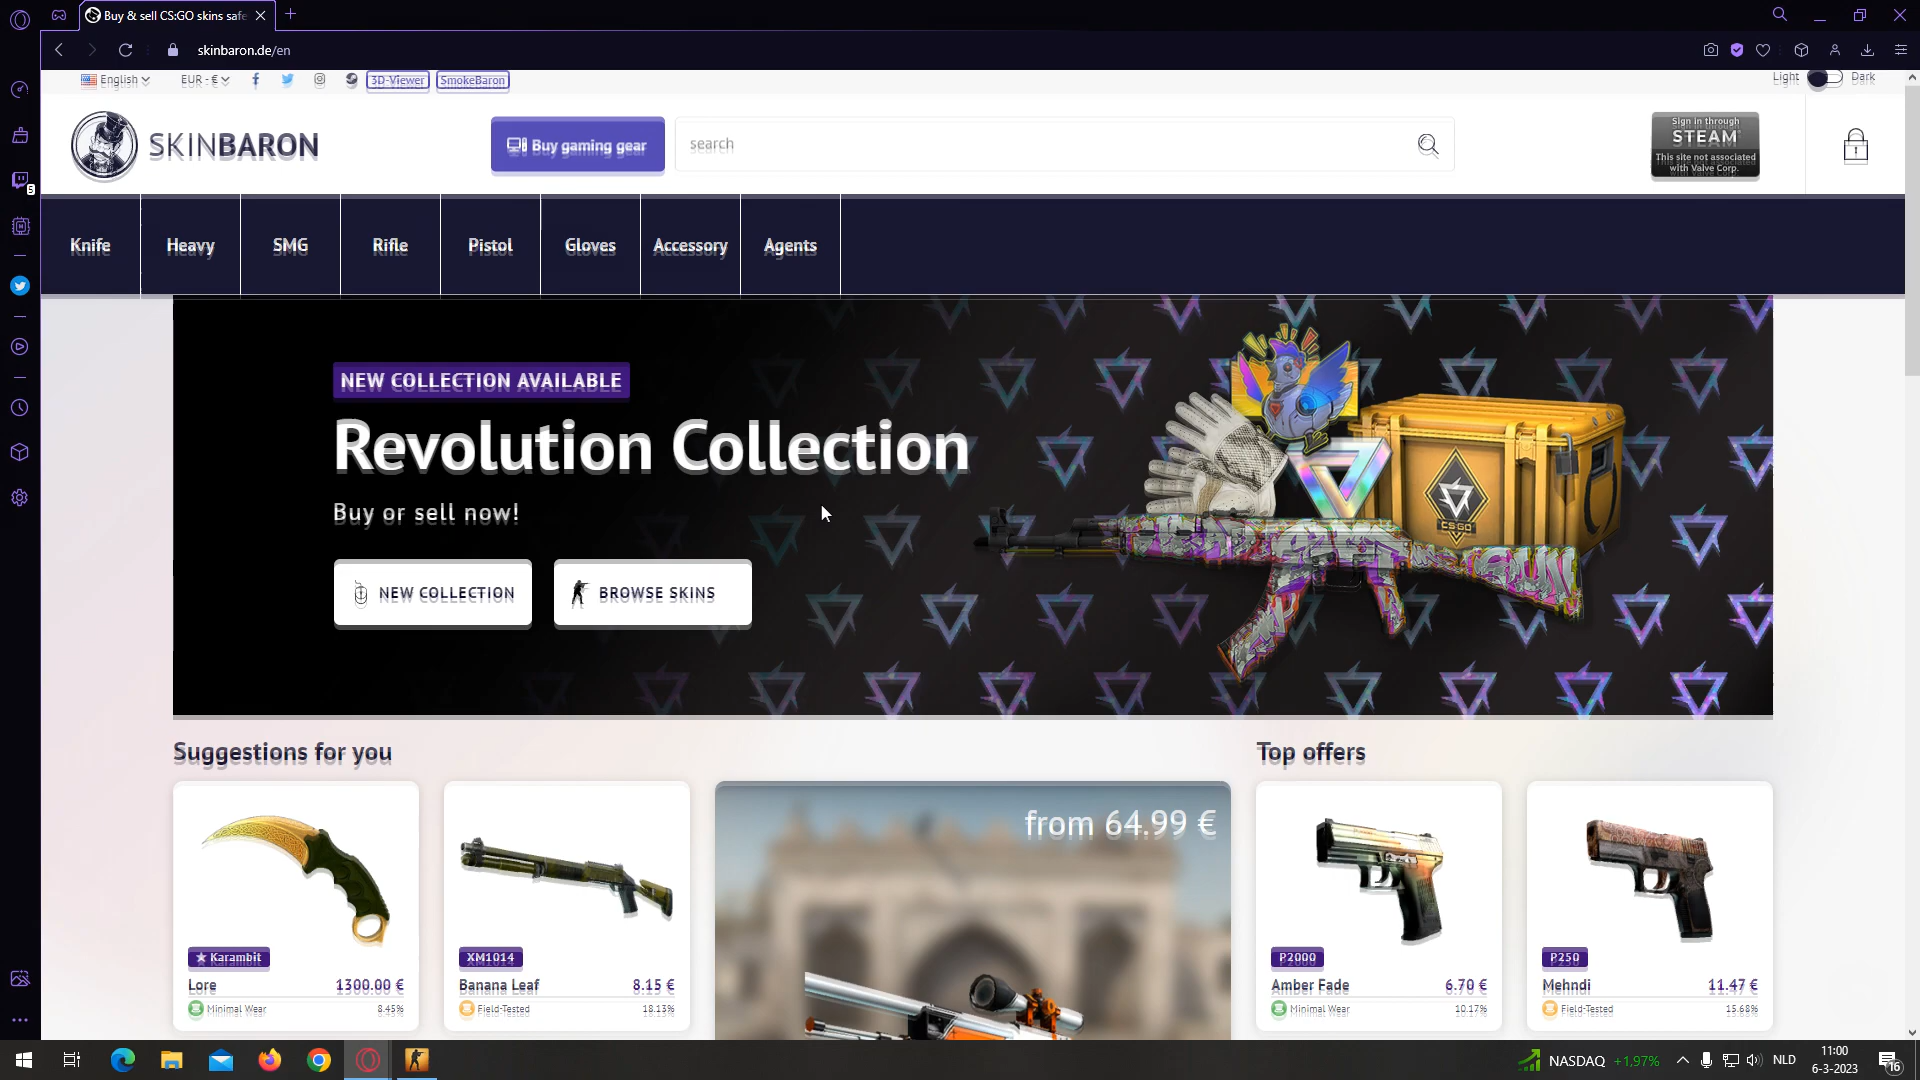 Buy & sell CS:GO skins safe
skinbaron.de/en
English
EUR - €
3D-Viewer
SmokeBaron
Light
Dark
SKINBARON
Buy gaming gear
search
Sign in through
STEAM
This site not associated
with Valve Corp.
Knife
Heavy
SMG
Rifle
Pistol
Gloves
Accessory
Agents
NEW COLLECTION AVAILABLE
Revolution Collection
Buy or sell now!
NEW COLLECTION
BROWSE SKINS
CS:GO
Suggestions for you
Top offers
★ Karambit
Lore
1300.00 €
Minimal Wear
8.45%
XM1014
Banana Leaf
8.15 €
Field-Tested
18.13%
from 64.99 €
P2000
Amber Fade
6.70 €
Minimal Wear
10.17%
P250
Mehndi
11.47 €
Field-Tested
15.68%
5
NASDAQ +1,97%
NLD
11:00
6-3-2023
16